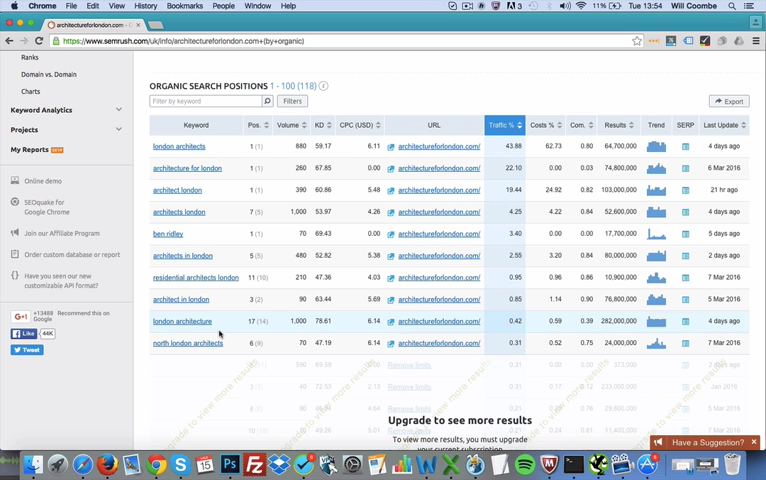 Chrome File Edit View History Bookmarks People Window Help 3 11% Tue 13:54 Will Coombe
architectureforlondon.com
https://www.semrush.com/uk/info/architectureforlondon.com+(by+organic)
Ranks
Domain vs. Domain
Charts
Keyword Analytics
Projects
My Reports BETA
Online demo
SEOquake for
Google Chrome
Join our Affiliate Program
Order custom database or report
Have you seen our new
customizable API format?
G+1 +13488 Recommend this on
Google
Like 44K
Tweet
ORGANIC SEARCH POSITIONS 1 - 100 (118) i
Filter by keyword Filters Export
Keyword Pos. Volume KD CPC (USD) URL Traffic % Costs % Com. Results Trend SERP Last Update
london architects 1 (1) 880 59.17 6.11 architectureforlondon.com/ 43.88 62.73 0.80 64,700,000 4 days ago
architecture for london 1 (1) 260 67.85 0.00 architectureforlondon.com/ 22.10 0.00 0.03 74,800,000 6 Mar 2016
architect london 1 (1) 390 60.86 5.48 architectureforlondon.com/ 19.44 24.92 0.82 103,000,000 21 hr ago
architects london 7 (5) 1,000 53.97 4.26 architectureforlondon.com/ 4.25 4.22 0.84 522,600,000 4 days ago
ben ridley 1 (1) 70 69.43 0.00 architectureforlondon.com/ 3.40 0.00 0.00 17,700,000 5 days ago
architects in london 5 (5) 480 52.82 5.38 architectureforlondon.com/ 2.55 3.20 0.84 80,000,000 2 days ago
residential architects london 11 (10) 210 47.36 4.03 architectureforlondon.com/ 0.95 0.96 0.86 10,900,000 7 Mar 2016
architect in london 3 (2) 90 63.44 5.69 architectureforlondon.com/ 0.85 1.14 0.90 76,800,000 5 Mar 2016
london architecture 17 (14) 1,000 78.61 6.14 architectureforlondon.com/ 0.42 0.59 0.39 282,000,000 4 days ago
north london architects 6 (9) 70 47.19 6.14 architectureforlondon.com/ 0.31 0.52 0.75 24,000,000 7 Mar 2016
Remove limits
Remove limits
Upgrade to see more results
To view more results, you must upgrade
your current subscription
Have a Suggestion?